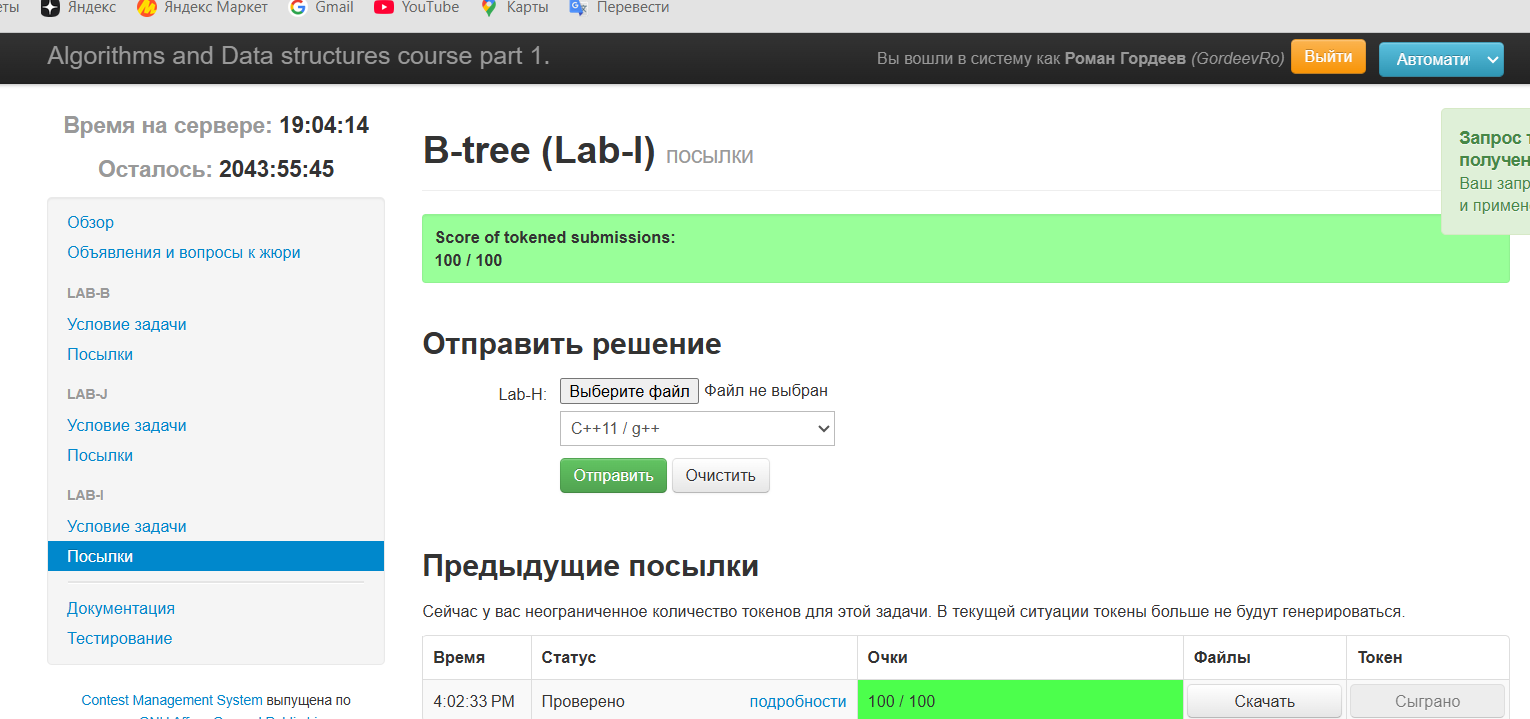 еты Яндекс Яндекс Маркет Gmail YouTube Карты Перевести
Algorithms and Data structures course part 1.
Вы вошли в систему как Роман Гордеев (GordeevRo) Выйти Автомати
Время на сервере: 19:04:14
Осталось: 2043:55:45
Обзор
Объявления и вопросы к жюри
LAB-B
Условие задачи
Посылки
LAB-J
Условие задачи
Посылки
LAB-I
Условие задачи
Посылки
Документация
Тестирование
Contest Management System выпущена по
B-tree (Lab-I) посылки
Запрос т
получен
Ваш запр
и примен
Score of tokened submissions:
100 / 100
Отправить решение
Lab-H: Выберите файл Файл не выбран
C++11 / g++
Отправить Очистить
Предыдущие посылки
Сейчас у вас неограниченное количество токенов для этой задачи. В текущей ситуации токены больше не будут генерироваться.
Время Статус Очки Файлы Токен
4:02:33 PM Проверено подробности 100 / 100 Скачать Сыграно